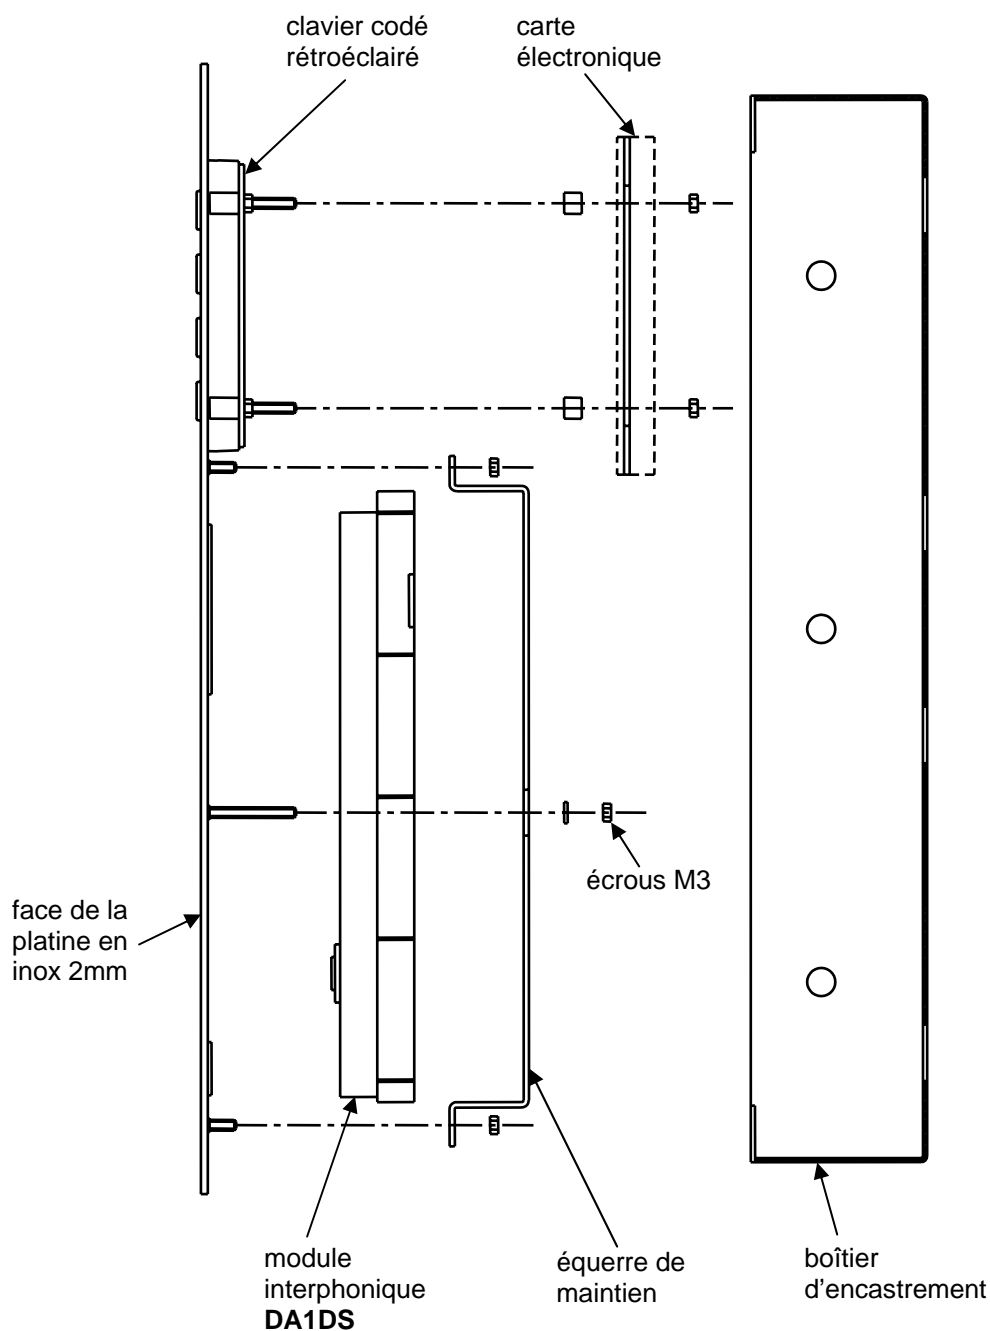 clavier codé
rétroéclairé
carte
électronique
écrous M3
face de la
platine en
inox 2mm
module
interphonique
DA1DS
équerre de
maintien
boîtier
d'encastrement